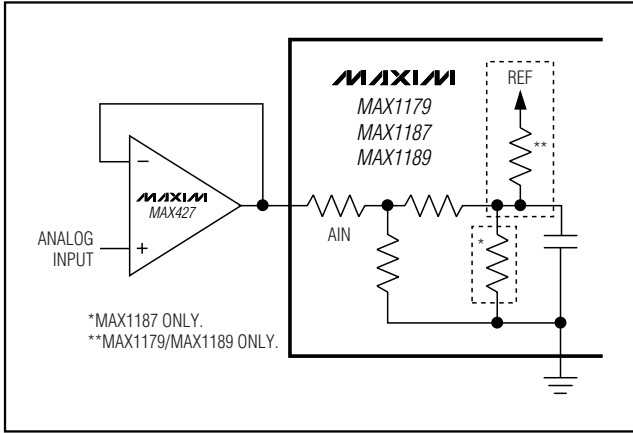 MAXIM
MAX1179
MAX1187
MAX1189
REF
**
−
MAXIM
MAX427
+
ANALOG
INPUT
AIN
*
*MAX1187 ONLY.
**MAX1179/MAX1189 ONLY.